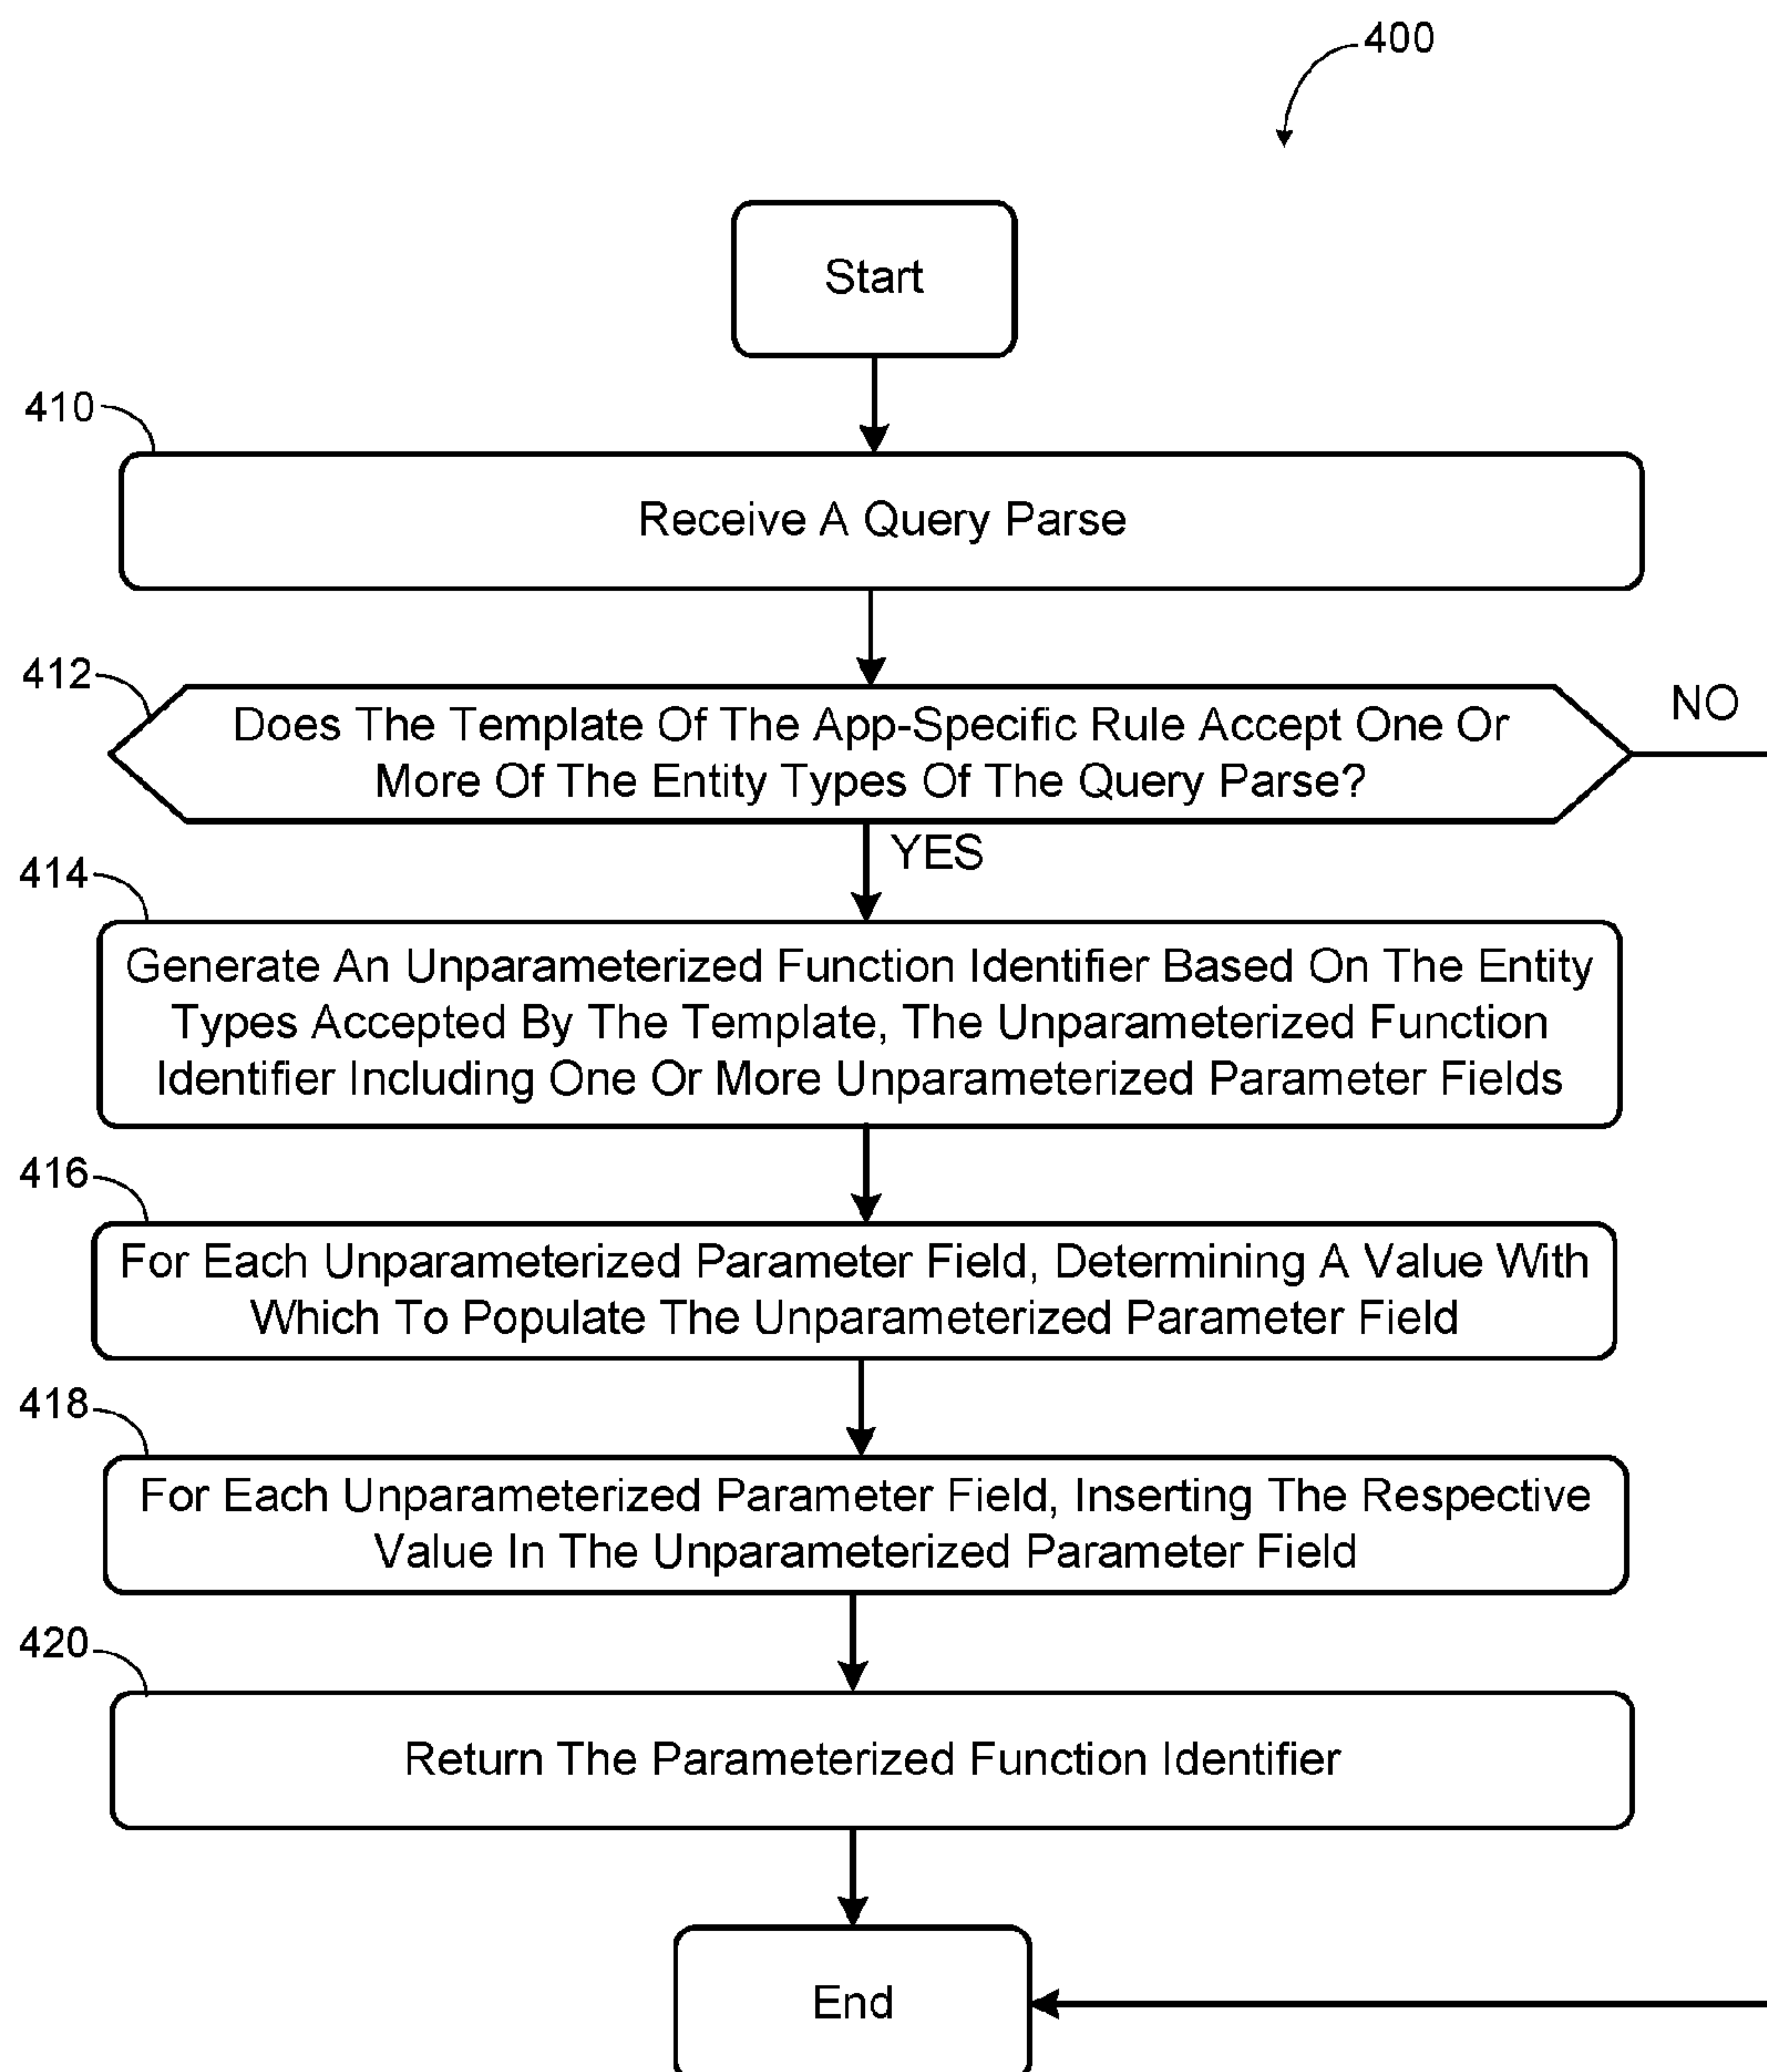 400
Start
410
Receive A Query Parse
412
Does The Template Of The App-Specific Rule Accept One Or
More Of The Entity Types Of The Query Parse?
NO
YES
414
Generate An Unparameterized Function Identifier Based On The Entity
Types Accepted By The Template, The Unparameterized Function
Identifier Including One Or More Unparameterized Parameter Fields
416
For Each Unparameterized Parameter Field, Determining A Value With
Which To Populate The Unparameterized Parameter Field
418
For Each Unparameterized Parameter Field, Inserting The Respective
Value In The Unparameterized Parameter Field
420
Return The Parameterized Function Identifier
End